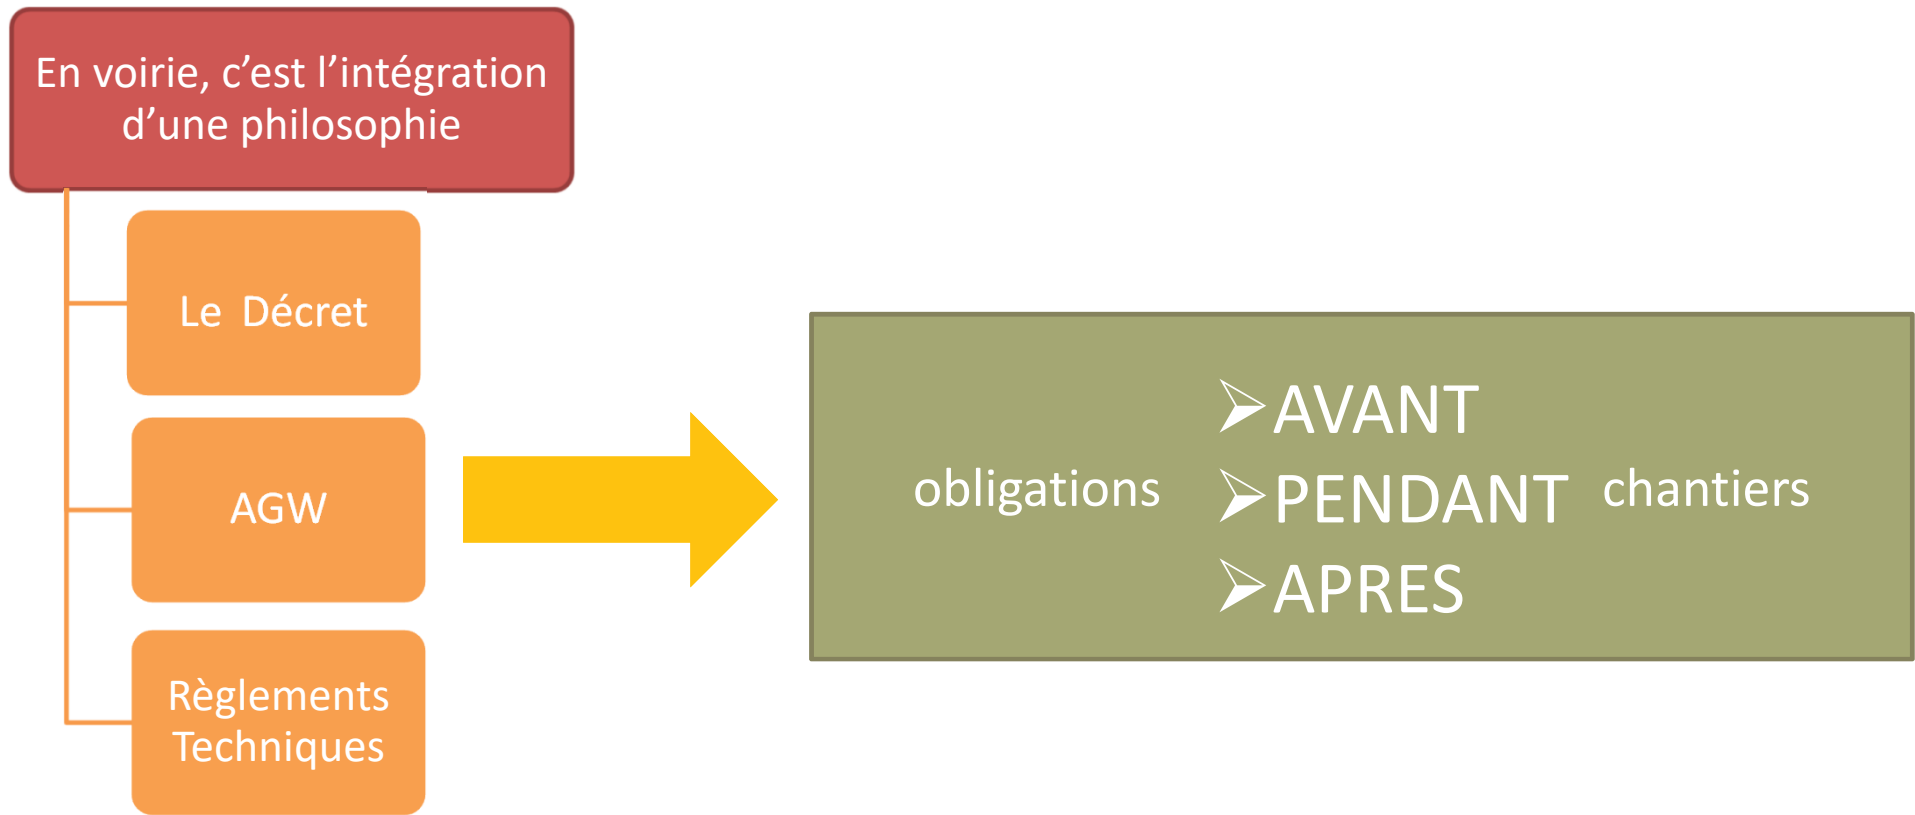 En voirie, c’est l’intégration
d’une philosophie
Le Décret
AGW
Règlements
Techniques
obligations
➢AVANT
➢PENDANT
➢APRES
chantiers